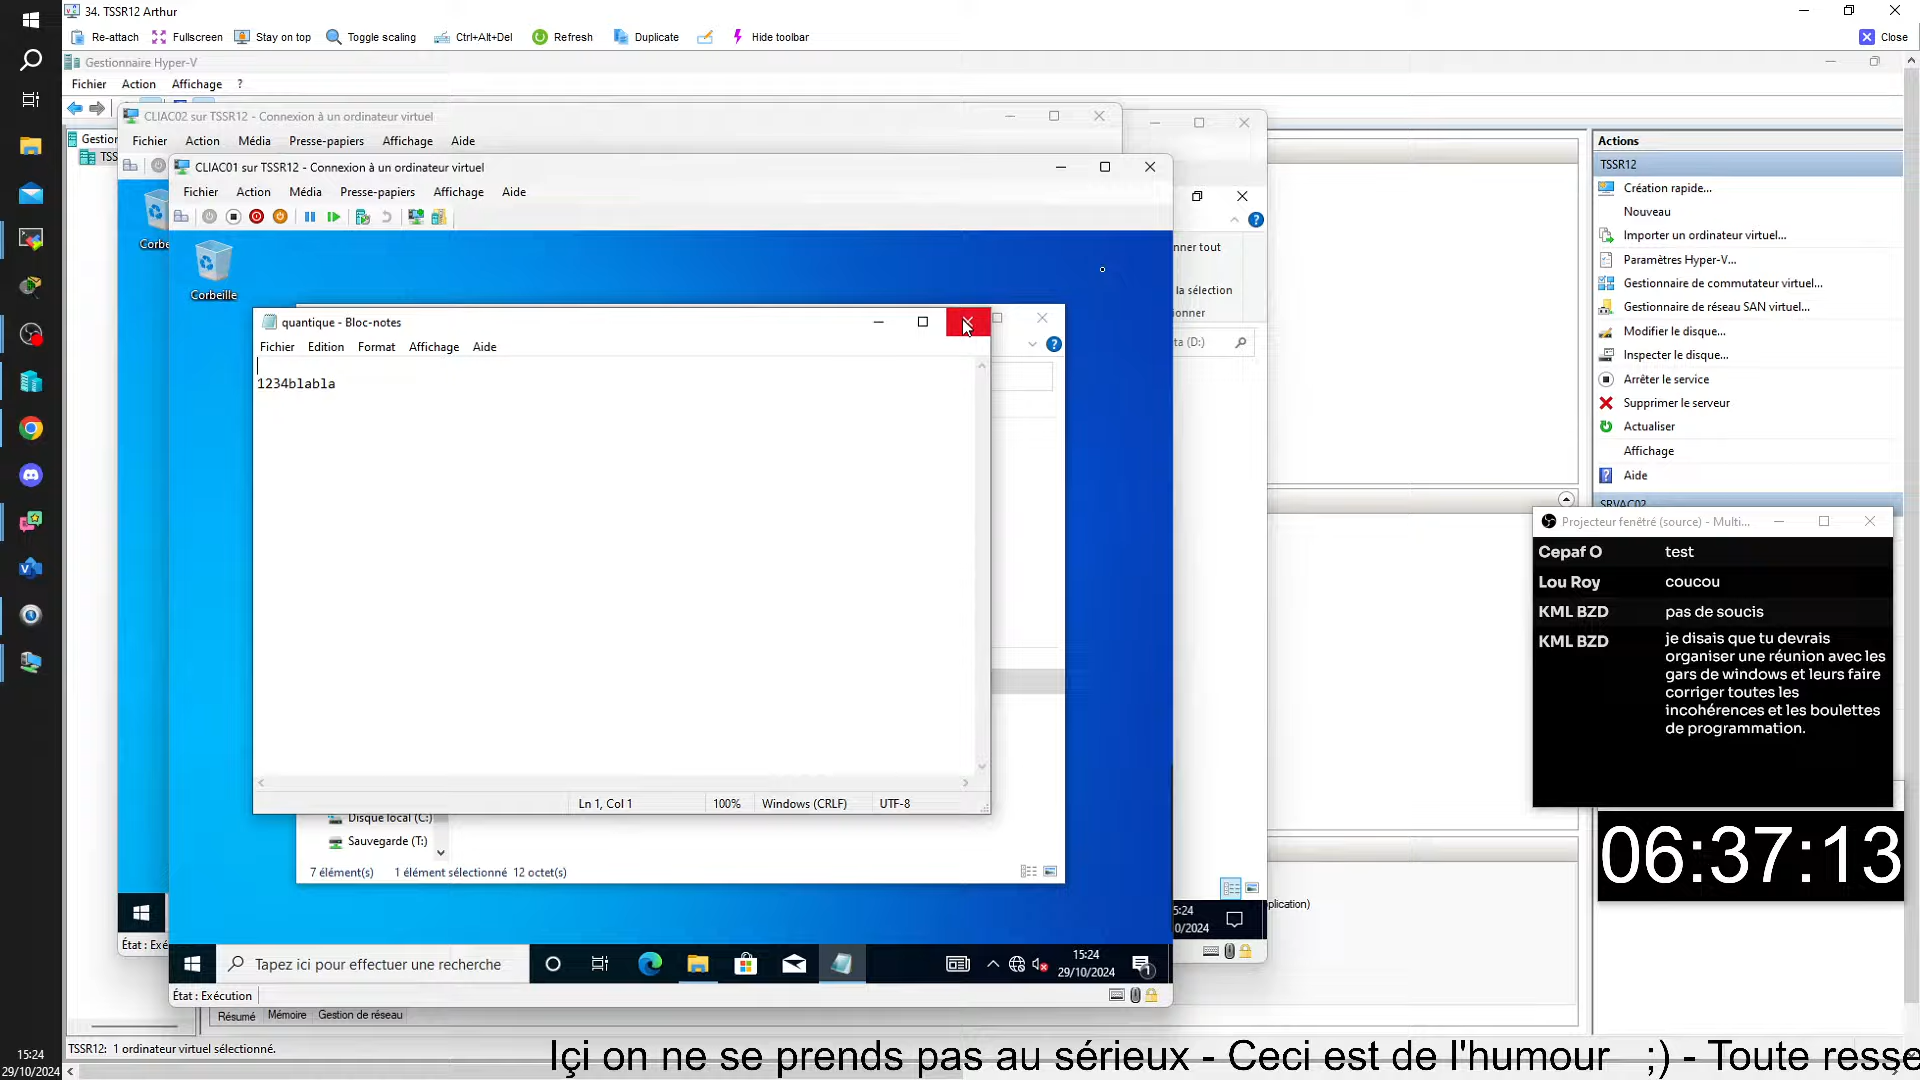 34. TSSR12 Arthur
Re-attach Fullscreen Stay on top Toggle scaling Ctrl+Alt+Del Refresh Duplicate Hide toolbar Close
Gestionnaire Hyper-V
Fichier Action Affichage ?
CLIAC02 sur TSSR12 - Connexion à un ordinateur virtuel
Fichier Action Média Presse-papiers Affichage Aide
CLIAC01 sur TSSR12 - Connexion à un ordinateur virtuel
Fichier Action Média Presse-papiers Affichage Aide
Corbeille
quantique - Bloc-notes
Fichier Edition Format Affichage Aide
1234blabla
Ln 1, Col 1 100% Windows (CRLF) UTF-8
Disque local (C:)
Sauvegarde (T:)
7 élément(s) 1 élément sélectionné 12 octet(s)
Tapez ici pour effectuer une recherche
15:24
29/10/2024
1
État : Exécution
Résumé Mémoire Gestion de réseau
TSSR12: 1 ordinateur virtuel sélectionné.
ner tout
la sélection
ta (D:)
Actions
TSSR12
Création rapide...
Nouveau
Importer un ordinateur virtuel...
Paramètres Hyper-V...
Gestionnaire de commutateur virtuel...
Gestionnaire de réseau SAN virtuel...
Modifier le disque...
Inspecter le disque...
Arrêter le service
Supprimer le serveur
Actualiser
Affichage
Aide
SRVAC02
Projecteur fenêtré (source) - Multi...
Cepaf O test
Lou Roy coucou
KML BZD pas de soucis
KML BZD je disais que tu devrais
organiser une réunion avec les
gars de windows et leurs faire
corriger toutes les
incohérences et les boulettes
de programmation.
06:37:13
15:24
29/10/2024
Içi on ne se prends pas au sérieux - Ceci est de l'humour ;) - Toute resse